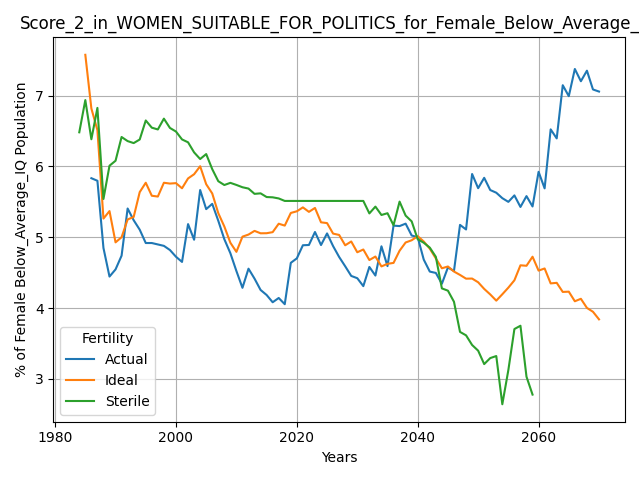 Score_2_in_WOMEN_SUITABLE_FOR_POLITICS_for_Female_Below_Average_
% of Female Below_Average_IQ Population
7
6
5
4
3
Fertility
Actual
Ideal
Sterile
1980
2000
2020
2040
2060
Years